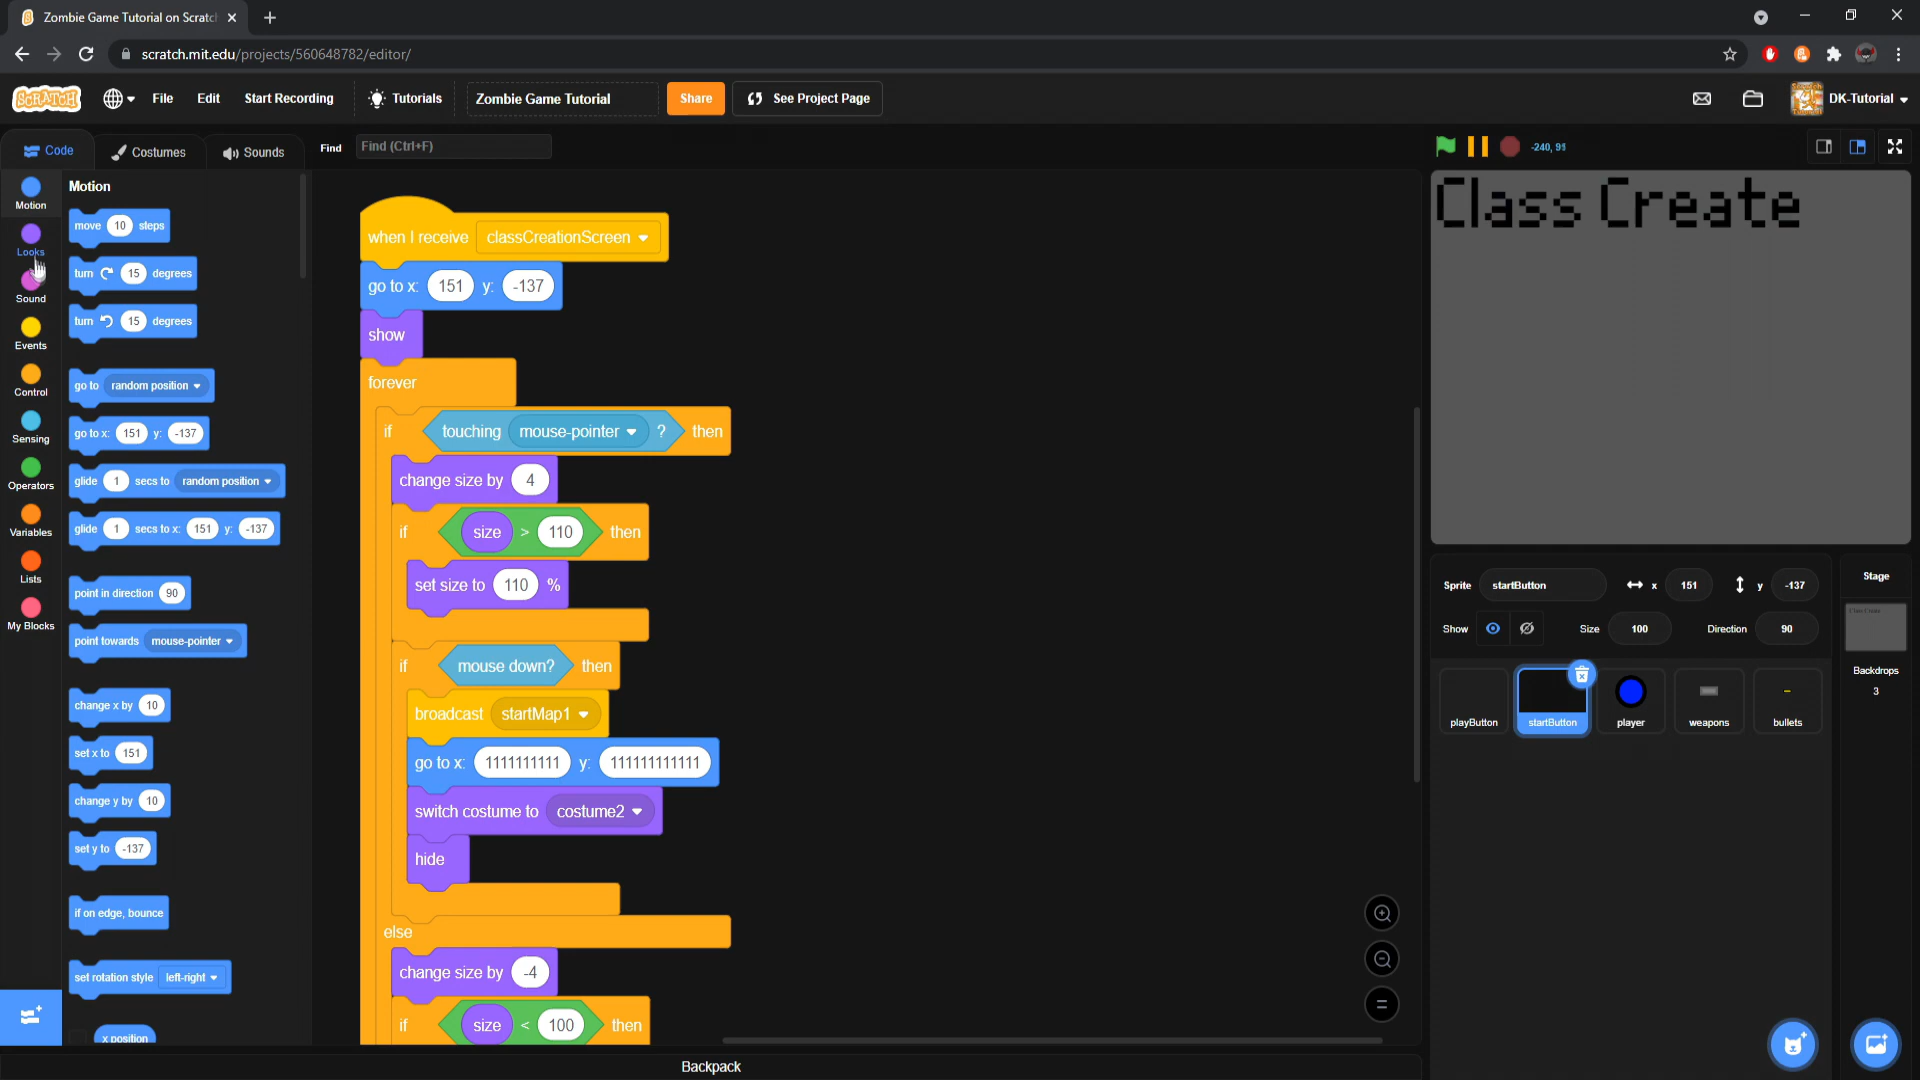 Zombie Game Tutorial on Scratc
scratch.mit.edu/projects/560648782/editor/
SCRATCH
File
Edit
Start Recording
Tutorials
Zombie Game Tutorial
Share
See Project Page
DK-Tutorial
Code
Costumes
Sounds
Find
Find (Ctrl+F)
-240, 91
Motion
Looks
Sound
Events
Control
Sensing
Operators
Variables
Lists
My Blocks
Motion
move 10 steps
turn 15 degrees
turn 15 degrees
go to random position
go to x: 151 y: -137
glide 1 secs to random position
glide 1 secs to x: 151 y: -137
point in direction 90
point towards mouse-pointer
change x by 10
set x to 151
change y by 10
set y to -137
if on edge, bounce
set rotation style left-right
x position
when I receive classCreationScreen
go to x: 151 y: -137
show
forever
if touching mouse-pointer ? then
change size by 4
if size > 110 then
set size to 110 %
if mouse down? then
broadcast startMap1
go to x: 1111111111 y: 111111111111
switch costume to costume2
hide
else
change size by -4
if size < 100 then
Backpack
Class Create
Sprite startButton x 151 y -137
Show Size 100 Direction 90
playButton
startButton
player
weapons
bullets
Stage
Class Create
Backdrops
3